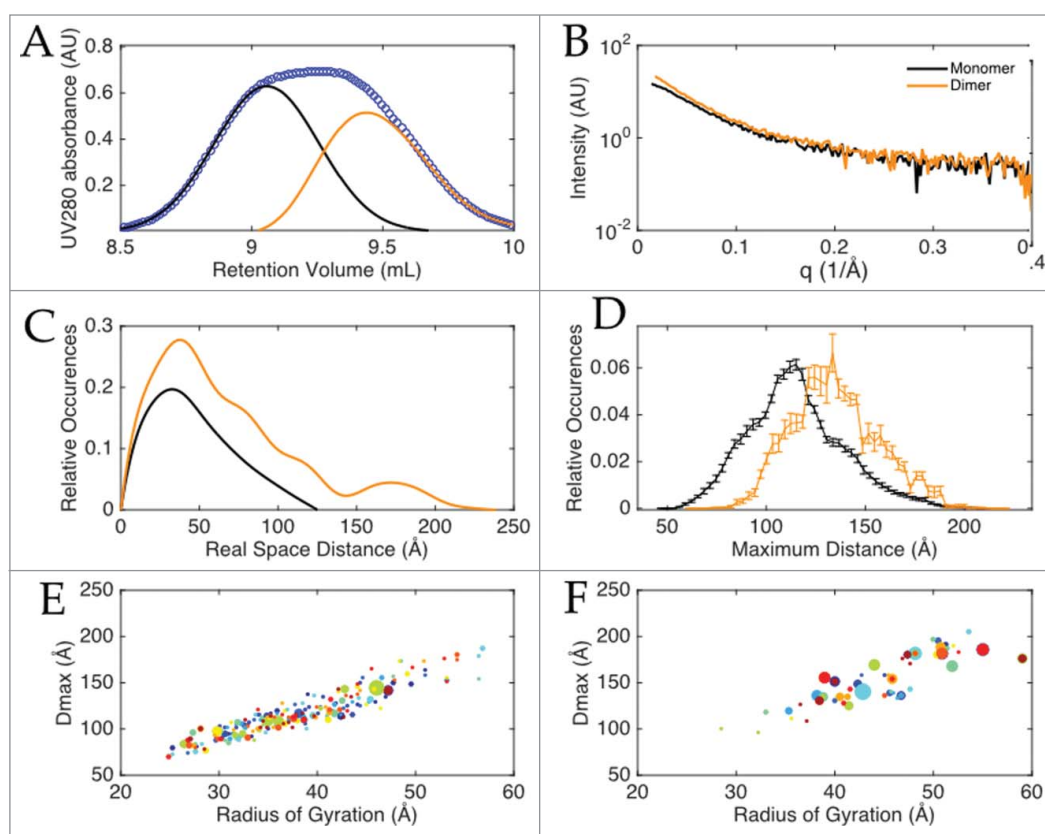 A
0.8
0.6
0.4
0.2
8.5 9 9.5 10
UV280 absorbance (AU)
Retention Volume (mL)
B
10²
10⁰
10⁻²
0 0.1 0.2 0.3 0
.4
Intensity (AU)
q (1/Å)
Monomer
Dimer
C
0.3
0.2
0.1
0
0 50 100 150 200 250
Relative Occurences
Real Space Distance (Å)
D
0.06
0.04
0.02
0
50 100 150 200
Relative Occurences
Maximum Distance (Å)
E
250
200
150
100
50
20 30 40 50 60
Dmax (Å)
Radius of Gyration (Å)
F
250
200
150
100
50
20 30 40 50 60
Dmax (Å)
Radius of Gyration (Å)